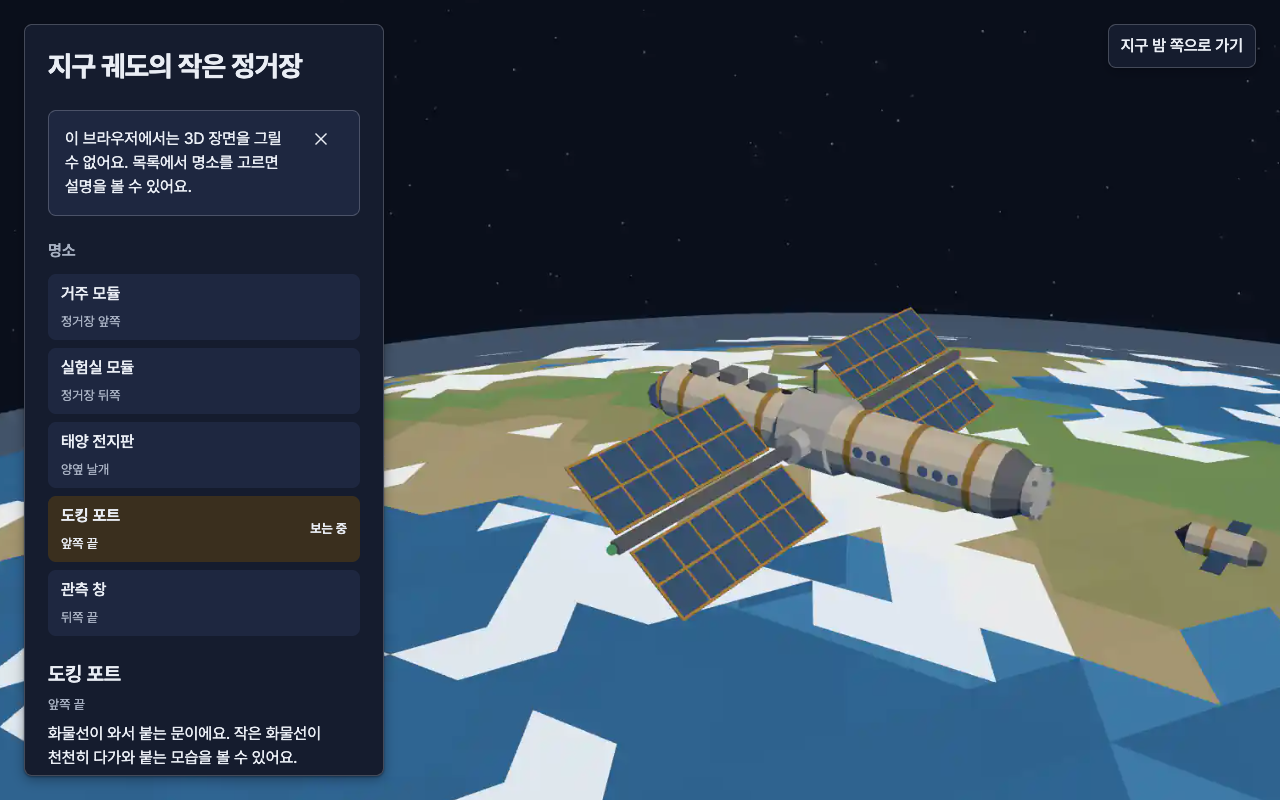 지구 궤도의 작은 정거장
지구 밤 쪽으로 가기
이 브라우저에서는 3D 장면을 그릴
수 없어요. 목록에서 명소를 고르면
설명을 볼 수 있어요.
명소
거주 모듈
정거장 앞쪽
실험실 모듈
정거장 뒤쪽
태양 전지판
양옆 날개
도킹 포트
앞쪽 끝
보는 중
관측 창
뒤쪽 끝
도킹 포트
앞쪽 끝
화물선이 와서 붙는 문이에요. 작은 화물선이
천천히 다가와 붙는 모습을 볼 수 있어요.